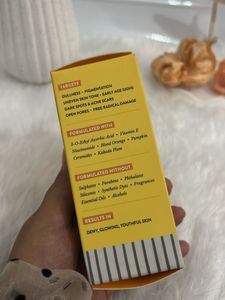 TARGETS
DULLNESS • PIGMENTATION
UNEVEN SKIN TONE • EARLY AGE SIGNS
DARK SPOTS & ACNE SCARS
OPEN PORES • FREE RADICAL DAMAGE
FORMULATED WITH
3-O-Ethyl Ascorbic Acid • Vitamin E
Niacinamide • Blood Orange • Pumpkin
Ceramides • Kakadu Plum
FORMULATED WITHOUT
Sulphates • Parabens • Phthalates
Silicones • Synthetic Dyes • Fragrances
Essential Oils • Alcohols
RESULTS IN
DEWY, GLOWING, YOUTHFUL SKIN